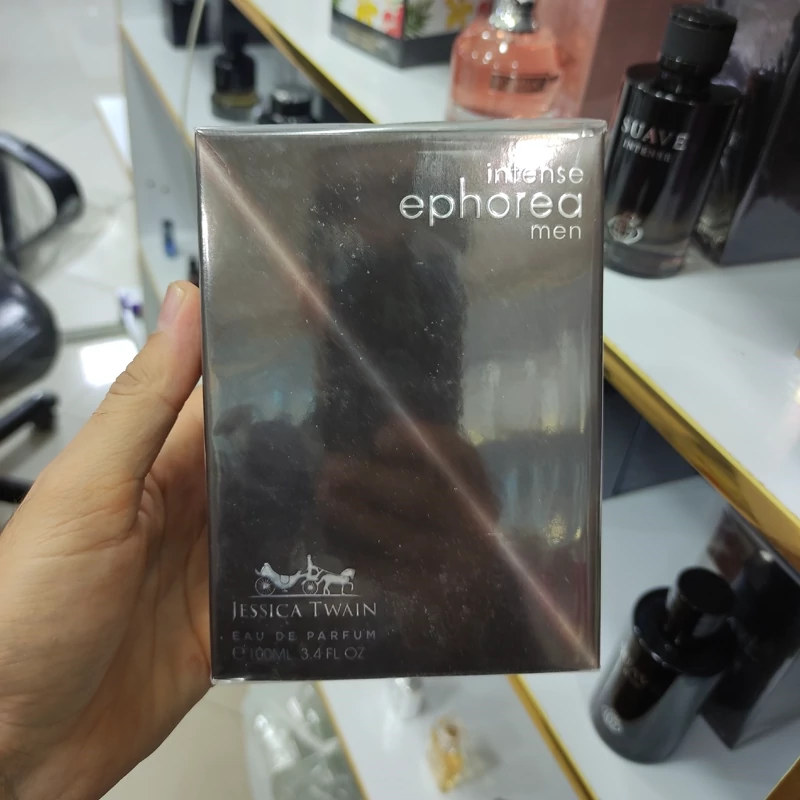 intense
ephorea
men
JESSICA TWAIN
EAU DE PARFUM
℮ 100ML 3.4 FL OZ
SUAVE
INTENSE